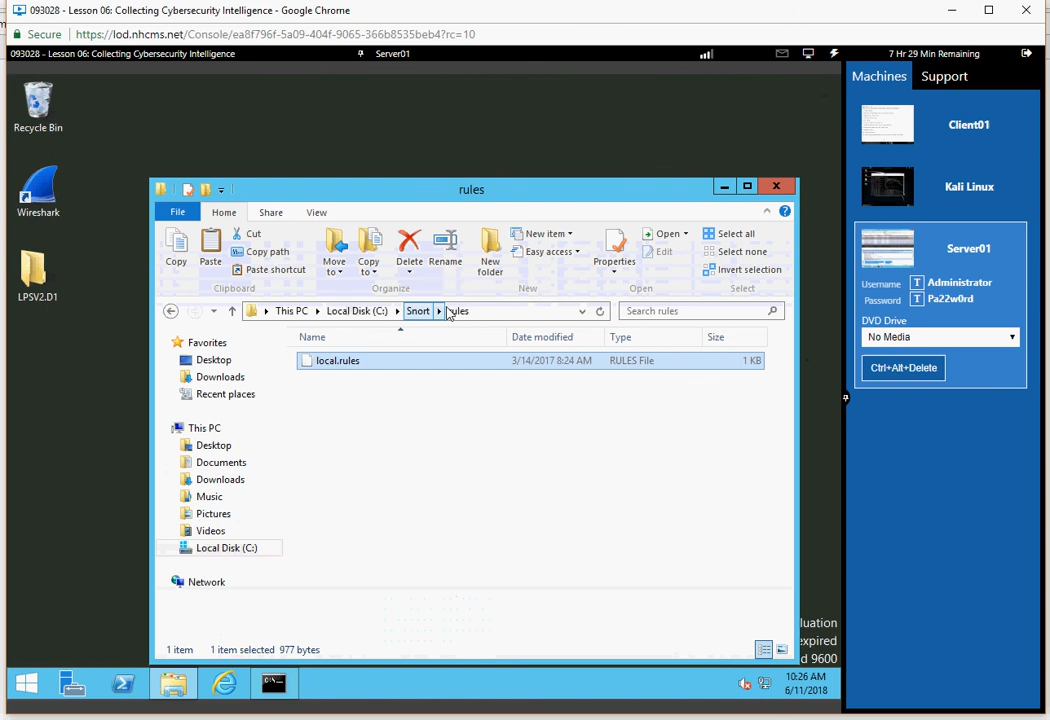 093028 - Lesson 06: Collecting Cybersecurity Intelligence - Google Chrome
Secure https://lod.nhcms.net/Console/ea8f796f-5a09-404f-9065-366b8535beb4?rc=10
093028 - Lesson 06: Collecting Cybersecurity Intelligence Server01 7 Hr 29 Min Remaining
Machines Support
Recycle Bin
Wireshark
LPSV2.D1
rules
File Home Share View
Copy Paste Cut Copy path Paste shortcut
Move to Copy to Delete Rename
New folder New item Easy access
Properties Open Edit
Select all Select none Invert selection
Clipboard Organize New Open Select
This PC Local Disk (C:) Snort rules Search rules
Name Date modified Type Size
local.rules 3/14/2017 8:24 AM RULES File 1 KB
Favorites
Desktop
Downloads
Recent places
This PC
Desktop
Documents
Downloads
Music
Pictures
Videos
Local Disk (C:)
Network
1 item 1 item selected 977 bytes
luation
expired
d 9600
10:26 AM
6/11/2018
Client01
Kali Linux
Server01
Username T Administrator
Password T Pa22w0rd
DVD Drive
No Media
Ctrl+Alt+Delete